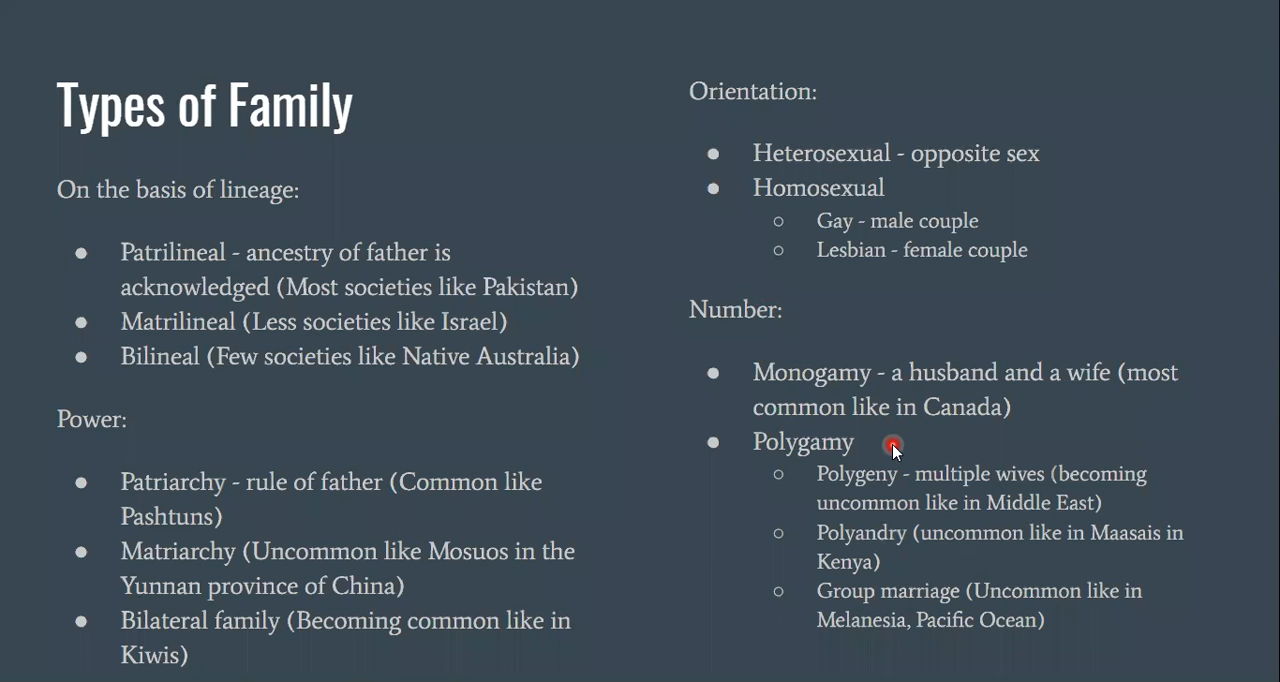 Types of Family
On the basis of lineage:
● Patrilineal - ancestry of father is
acknowledged (Most societies like Pakistan)
● Matrilineal (Less societies like Israel)
● Bilineal (Few societies like Native Australia)
Power:
● Patriarchy - rule of father (Common like
Pashtuns)
● Matriarchy (Uncommon like Mosuos in the
Yunnan province of China)
● Bilateral family (Becoming common like in
Kiwis)
Orientation:
● Heterosexual - opposite sex
● Homosexual
○ Gay - male couple
○ Lesbian - female couple
Number:
● Monogamy - a husband and a wife (most
common like in Canada)
● Polygamy
○ Polygeny - multiple wives (becoming
uncommon like in Middle East)
○ Polyandry (uncommon like in Maasais in
Kenya)
○ Group marriage (Uncommon like in
Melanesia, Pacific Ocean)